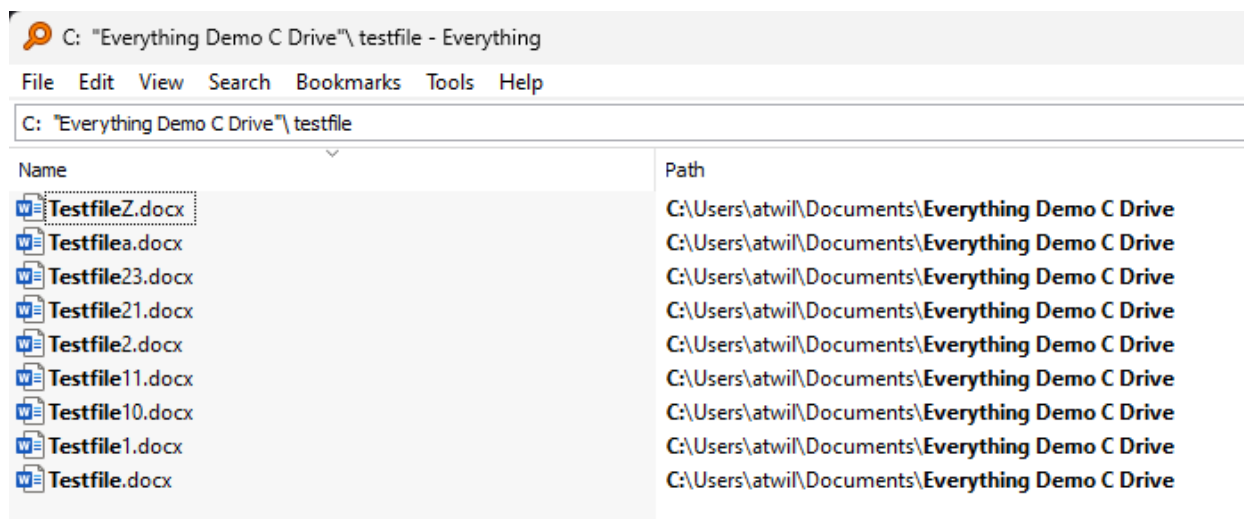 C: "Everything Demo C Drive"\ testfile - Everything
File Edit View Search Bookmarks Tools Help
C: "Everything Demo C Drive"\ testfile
Name Path
TestfileZ.docx C:\Users\atwil\Documents\Everything Demo C Drive
Testfilea.docx C:\Users\atwil\Documents\Everything Demo C Drive
Testfile23.docx C:\Users\atwil\Documents\Everything Demo C Drive
Testfile21.docx C:\Users\atwil\Documents\Everything Demo C Drive
Testfile2.docx C:\Users\atwil\Documents\Everything Demo C Drive
Testfile11.docx C:\Users\atwil\Documents\Everything Demo C Drive
Testfile10.docx C:\Users\atwil\Documents\Everything Demo C Drive
Testfile1.docx C:\Users\atwil\Documents\Everything Demo C Drive
Testfile.docx C:\Users\atwil\Documents\Everything Demo C Drive